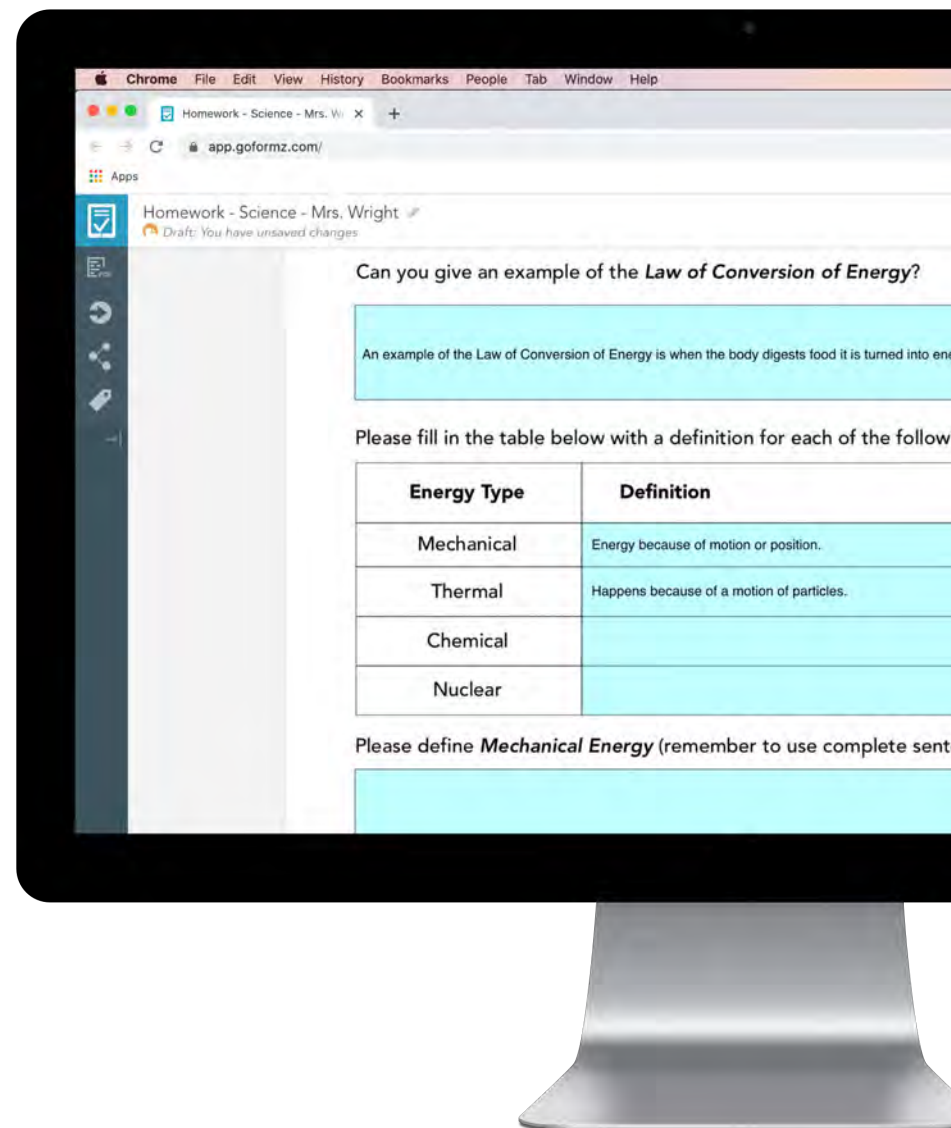 Chrome File Edit View History Bookmarks People Tab Window Help
Homework - Science - Mrs. W
app.goformz.com/
Apps
Homework - Science - Mrs. Wright
Draft: You have unsaved changes
Can you give an example of the Law of Conversion of Energy?
An example of the Law of Conversion of Energy is when the body digests food it is turned into ene
Please fill in the table below with a definition for each of the follow
Energy Type Definition
Mechanical Energy because of motion or position.
Thermal Happens because of a motion of particles.
Chemical
Nuclear
Please define Mechanical Energy (remember to use complete sent